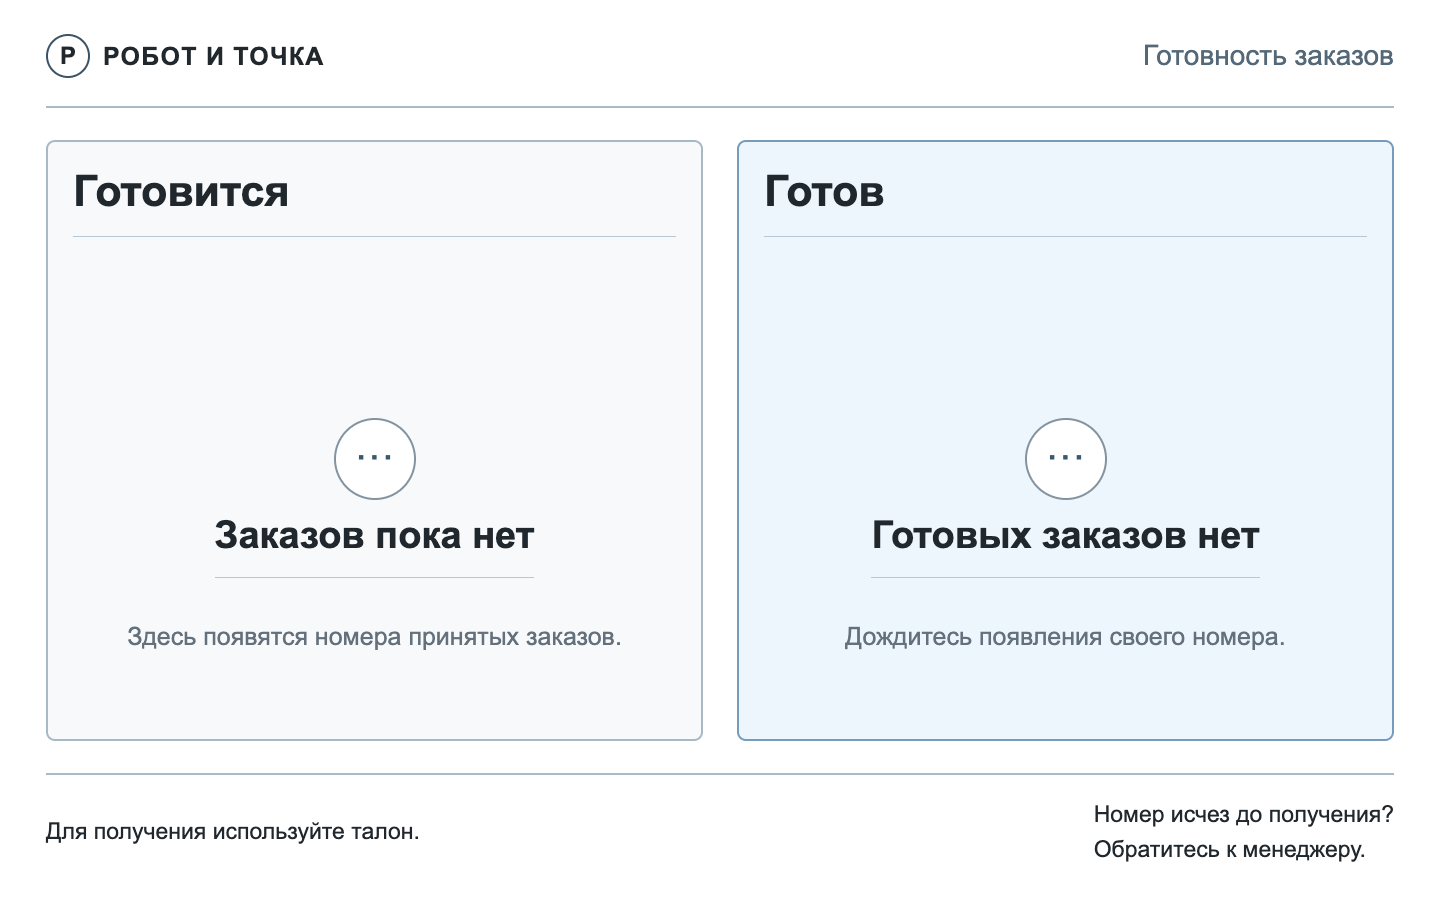 Р РОБОТ И ТОЧКА
Готовность заказов
Готовится
...
Заказов пока нет
Здесь появятся номера принятых заказов.
Готов
...
Готовых заказов нет
Дождитесь появления своего номера.
Для получения используйте талон.
Номер исчез до получения?
Обратитесь к менеджеру.